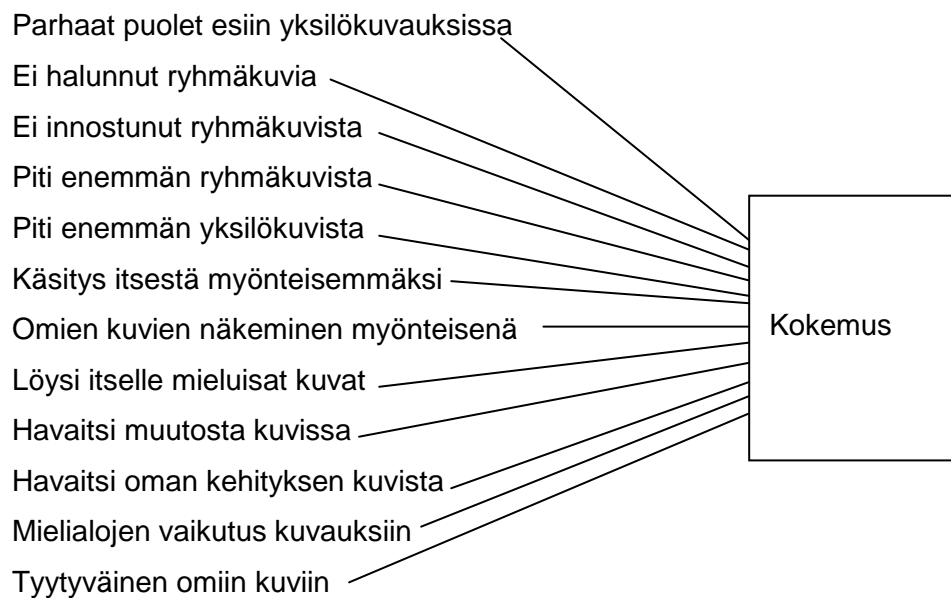 Parhaat puolet esiin yksilökuvauksissa
Ei halunnut ryhmäkuvia
Ei innostunut ryhmäkuvista
Piti enemmän ryhmäkuvista
Piti enemmän yksilökuvista
Käsitys itsestä myönteisemmäksi
Omien kuvien näkeminen myönteisenä
Kokemus
Löysi itselle mieluisat kuvat
Havaitsi muutosta kuvissa
Havaitsi oman kehityksen kuvista
Mielialojen vaikutus kuvauksiin
Tyytyväinen omiin kuviin